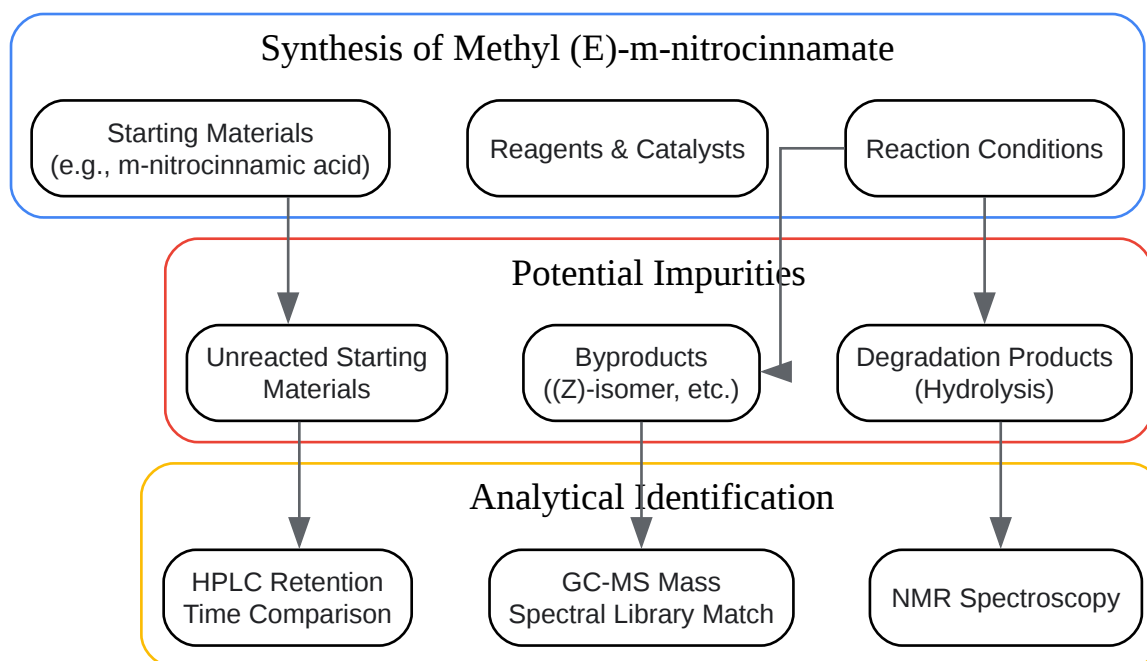 Synthesis of Methyl (E)-m-nitrocinnamate
Starting Materials
(e.g., m-nitrocinnamic acid)
Reagents & Catalysts
Reaction Conditions
Potential Impurities
Unreacted Starting
Materials
Byproducts
((Z)-isomer, etc.)
Degradation Products
(Hydrolysis)
Analytical Identification
HPLC Retention
Time Comparison
GC-MS Mass
Spectral Library Match
NMR Spectroscopy